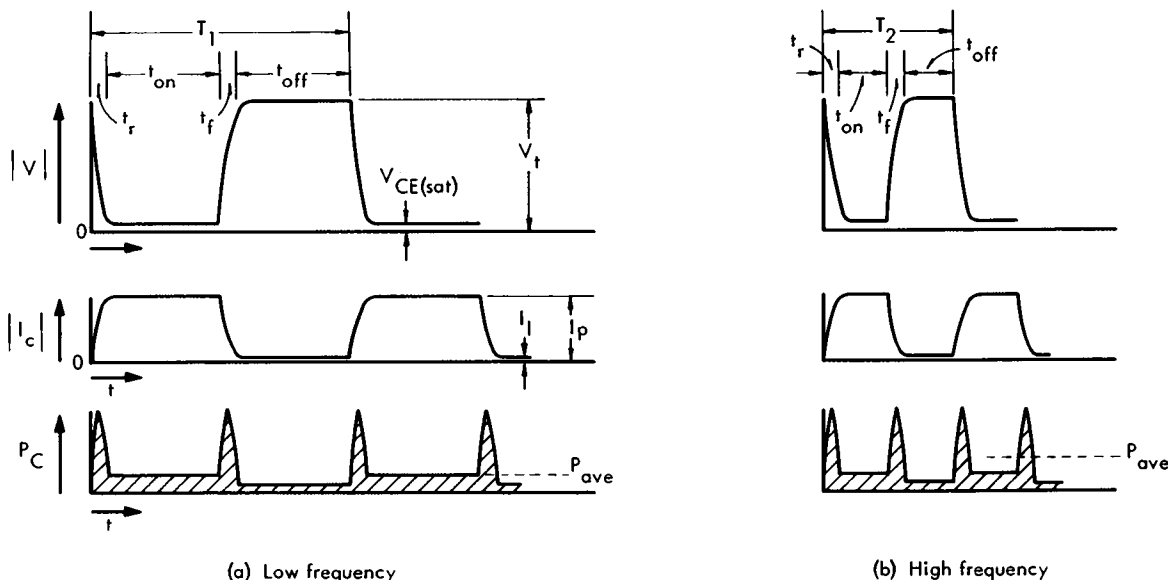 T1
tr
ton
tf
toff
|V|
VCE(sat)
Vt
0
|Ic|
0
Il
Ip
t
PC
Pave
t
(a) Low frequency
T2
tr
ton
tf
toff
Pave
(b) High frequency